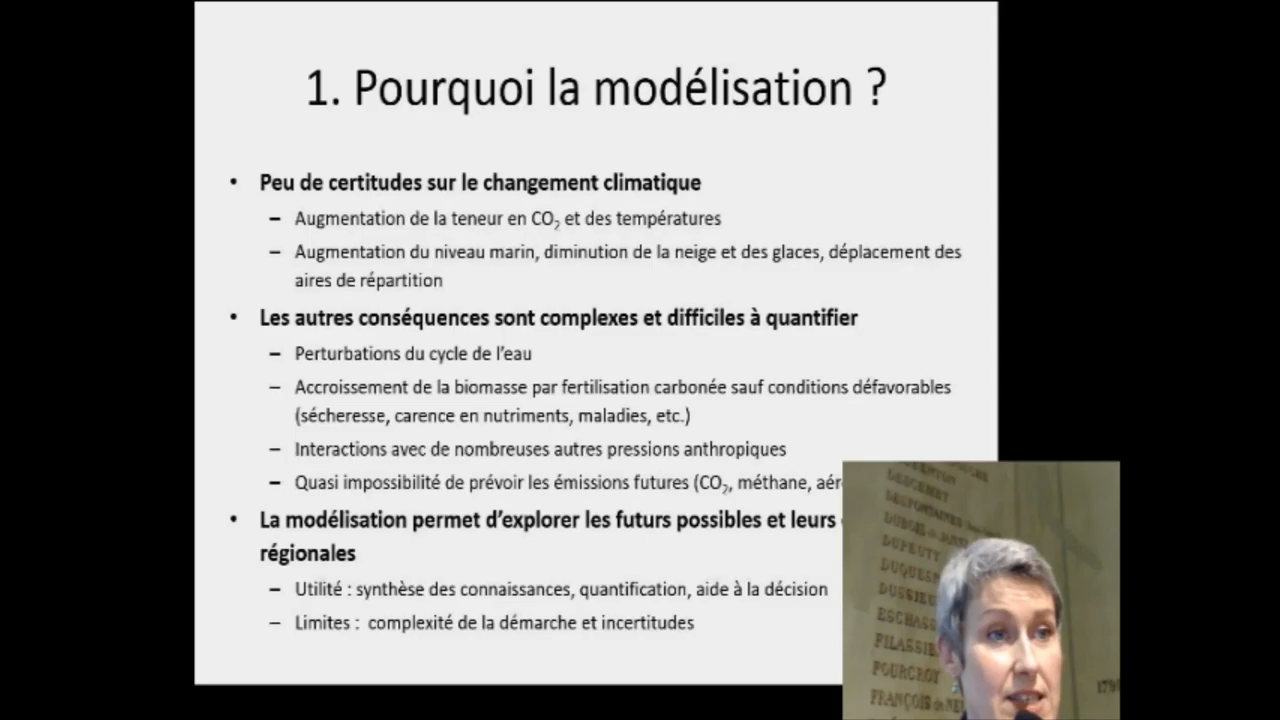 1. Pourquoi la modélisation ?
• Peu de certitudes sur le changement climatique
– Augmentation de la teneur en CO₂ et des températures
– Augmentation du niveau marin, diminution de la neige et des glaces, déplacement des
aires de répartition
• Les autres conséquences sont complexes et difficiles à quantifier
– Perturbations du cycle de l'eau
– Accroissement de la biomasse par fertilisation carbonée sauf conditions défavorables
(sécheresse, carence en nutriments, maladies, etc.)
– Interactions avec de nombreuses autres pressions anthropiques
– Quasi impossibilité de prévoir les émissions futures (CO₂, méthane,
• La modélisation permet d'explorer les futurs possibles et leurs
régionales
– Utilité : synthèse des connaissances, quantification, aide à la décision
– Limites : complexité de la démarche et incertitudes
DESCEMET
DUPEUTY
POURCROY
FRANÇOIS de